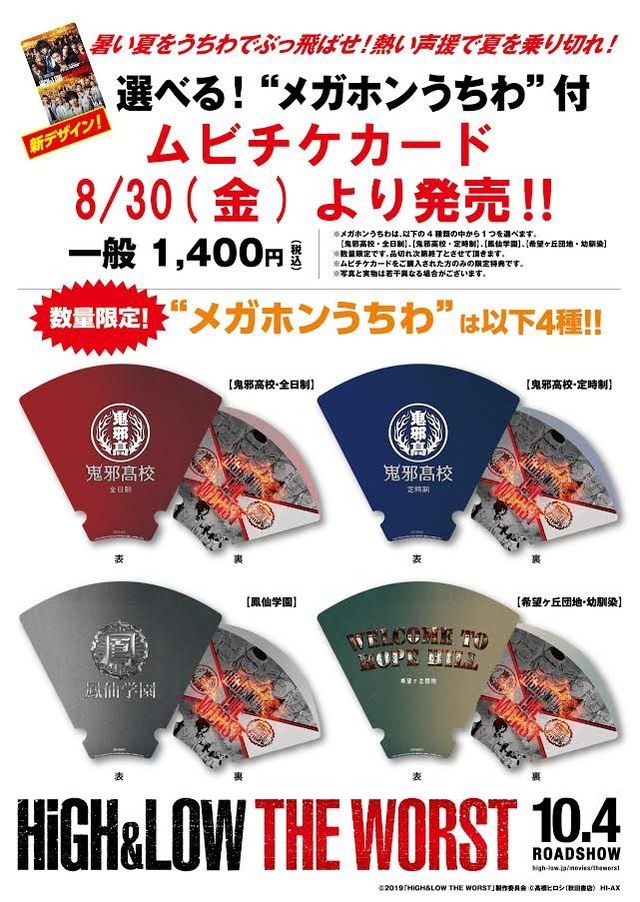 暑い夏をうちわでぶっ飛ばせ!熱い声援で夏を乗り切れ!
新デザイン!
選べる!“メガホンうちわ”付
ムビチケカード
8/30(金)より発売!!
一般 1,400円(税込)
※メガホンうちわは、以下の4種類の中から1つを選べます。
【鬼邪高校・全日制】、【鬼邪高校・定時制】、【鳳仙学園】、【希望ヶ丘団地・幼馴染】
※数量限定です。品切れ次第終了とさせて頂きます。
※ムビチケカードをご購入された方のみの限定特典です。
※写真と実物は若干異なる場合がございます。
数量限定!
“メガホンうちわ”は以下4種!!
【鬼邪高校・全日制】
鬼邪高
鬼邪高校
全日制
表
裏
【鬼邪高校・定時制】
鬼邪高
鬼邪高校
定時制
表
裏
【鳳仙学園】
鳳
鳳仙学園
表
裏
【希望ヶ丘団地・幼馴染】
WELCOME TO
HOPE HILL
希望ヶ丘団地
表
裏
HiGH&LOW THE WORST
10.4
ROADSHOW
high-low.jp/movies/theworst
©2019「HiGH&LOW THE WORST」製作委員会 ©髙橋ヒロシ(秋田書店) HI-AX